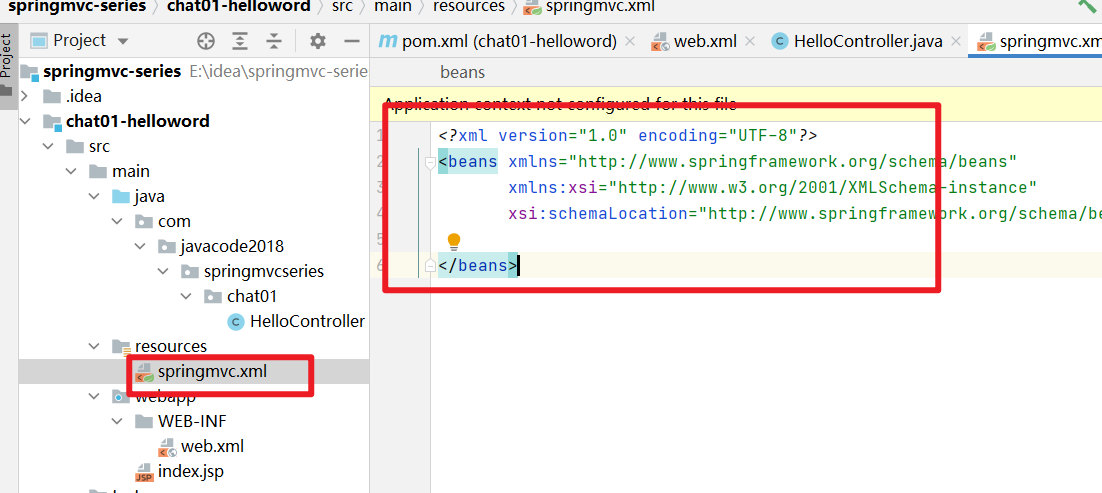 springmvc-series chat01-helloword src main resources springmvc.xml
Project
Project
pom.xml (chat01-helloword) web.xml HelloController.java springmvc.xm
springmvc-series E:\idea\springmvc-serie
.idea
chat01-helloword
src
main
java
com
javacode2018
springmvcseries
chat01
HelloController
resources
springmvc.xml
webapp
WEB-INF
web.xml
index.jsp
beans
Application context not configured for this file
1 <?xml version="1.0" encoding="UTF-8"?>
2 <beans xmlns="http://www.springframework.org/schema/beans"
3 xmlns:xsi="http://www.w3.org/2001/XMLSchema-instance"
4 xsi:schemaLocation="http://www.springframework.org/schema/be
5
6 </beans>